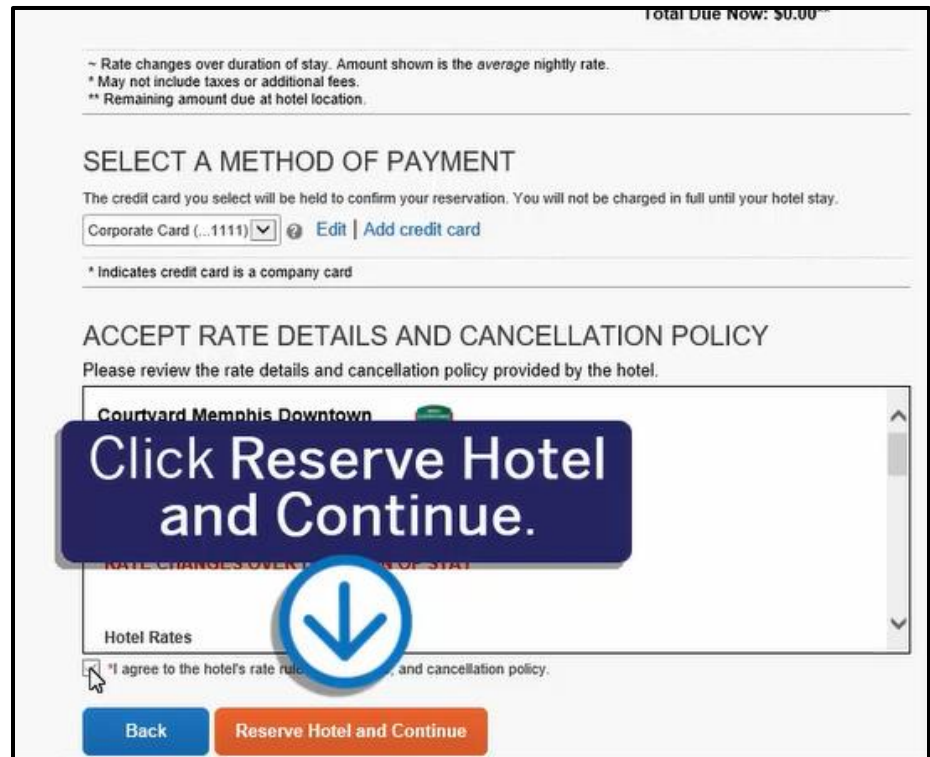 Total Due Now: $0.00**
~ Rate changes over duration of stay. Amount shown is the average nightly rate.
* May not include taxes or additional fees.
** Remaining amount due at hotel location.
SELECT A METHOD OF PAYMENT
The credit card you select will be held to confirm your reservation. You will not be charged in full until your hotel stay.
Corporate Card (...1111) Edit | Add credit card
* Indicates credit card is a company card
ACCEPT RATE DETAILS AND CANCELLATION POLICY
Please review the rate details and cancellation policy provided by the hotel.
Courtyard Memphis Downtown
Click Reserve Hotel
and Continue.
RATE CHANGES OVER OF STAY
Hotel Rates
*I agree to the hotel's rate and cancellation policy.
Back Reserve Hotel and Continue